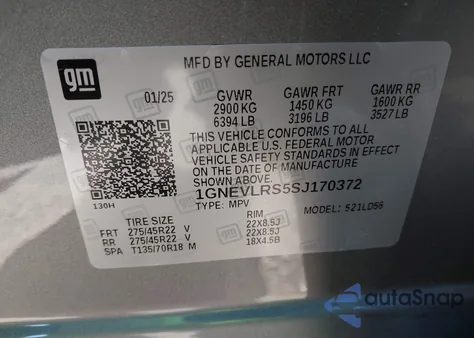 gm
MFD BY GENERAL MOTORS LLC
01/25 GVWR GAWR FRT GAWR RR
2900 KG 1450 KG 1600 KG
6394 LB 3196 LB 3527 LB
THIS VEHICLE CONFORMS TO ALL
APPLICABLE U.S. FEDERAL MOTOR
VEHICLE SAFETY STANDARDS IN EFFECT
ON THE DATE OF MANUFACTURE
SHOWN ABOVE.
1GNEVLRS5SJ170372
130H TYPE: MPV MODEL: 521LD56
TIRE SIZE RIM
FRT 275/45R22 V 22X8.5J
RR 275/45R22 V 22X8.5J
SPA T135/70R18 M 18X4.5B
autaSnap